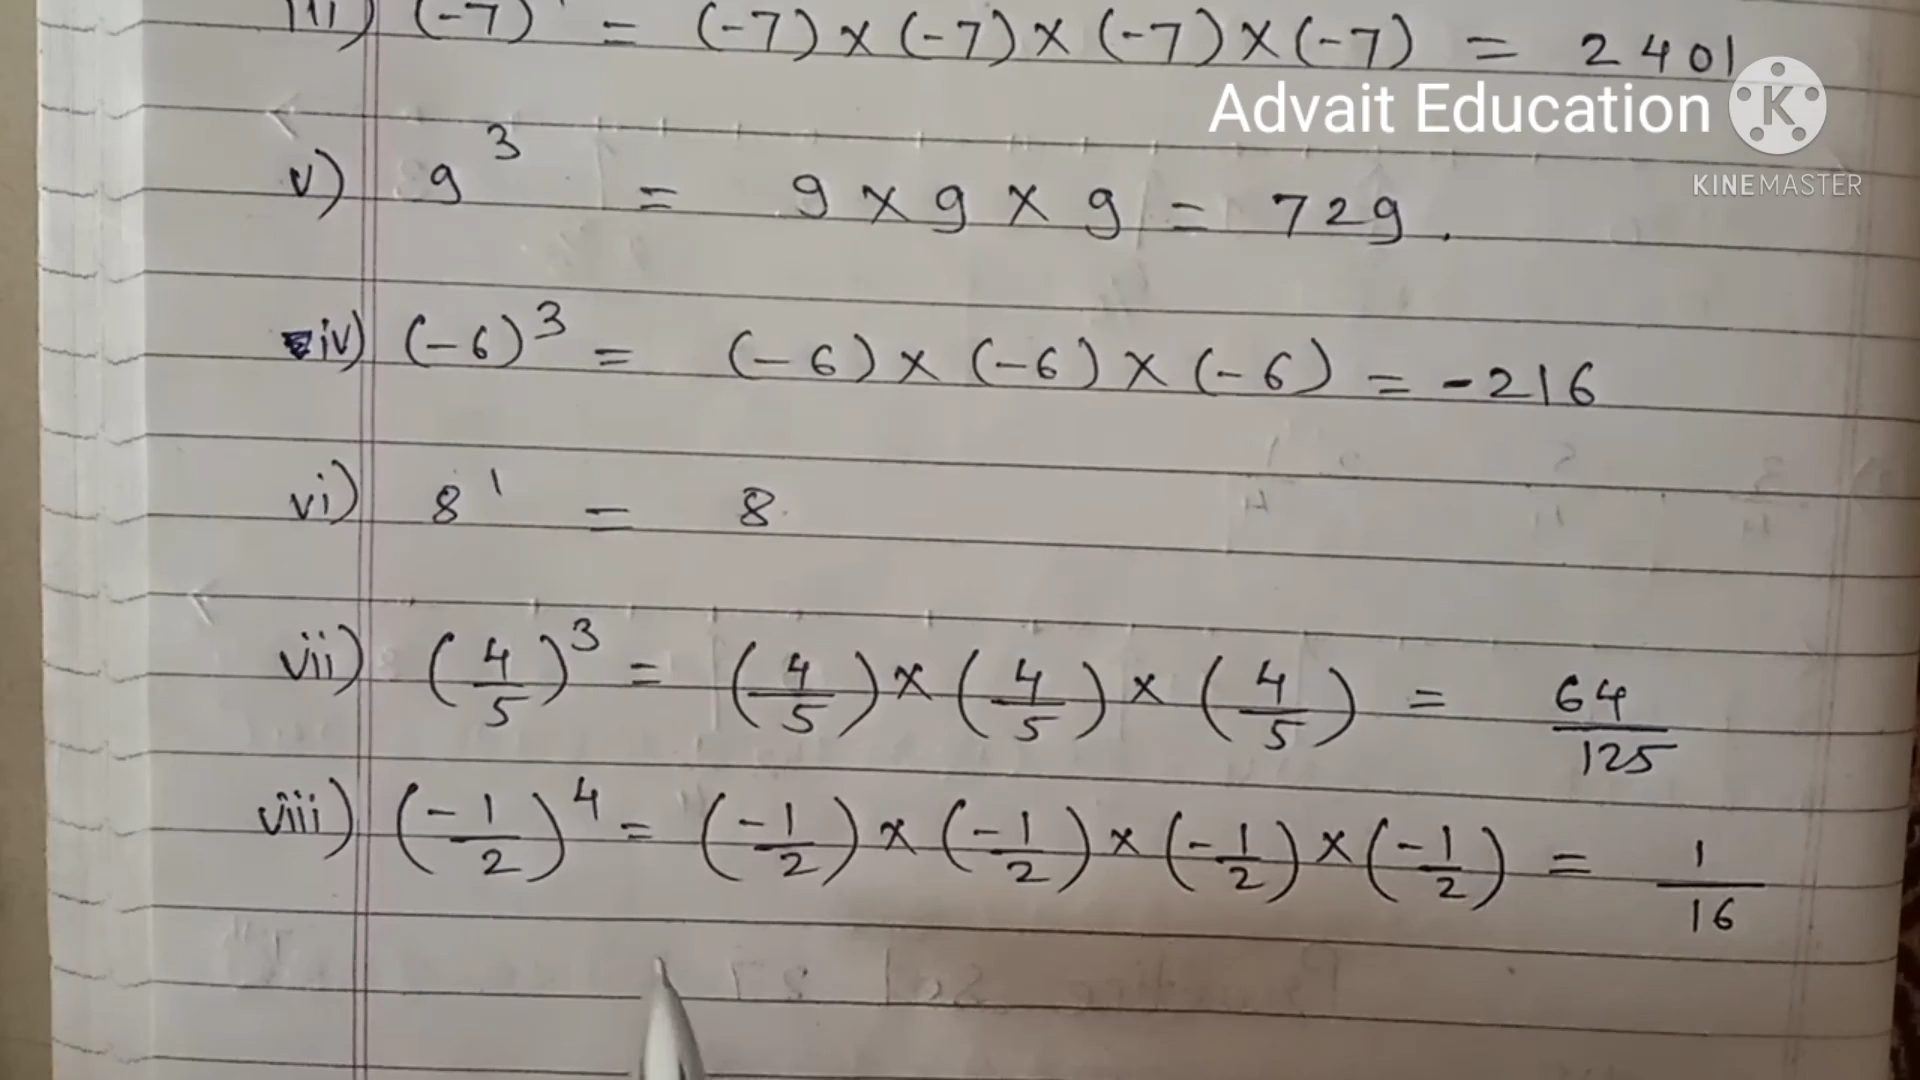 iii) (-7) = (-7) × (-7) × (-7) × (-7) = 2401
Advait Education
K
KINEMASTER
v) 9³ = 9 × 9 × 9 = 729.
iv) (-6)³ = (-6) × (-6) × (-6) = -216
vi) 8¹ = 8
vii) (4/5)³ = (4/5) × (4/5) × (4/5) = 64/125
viii) (-1/2)⁴ = (-1/2) × (-1/2) × (-1/2) × (-1/2) = 1/16